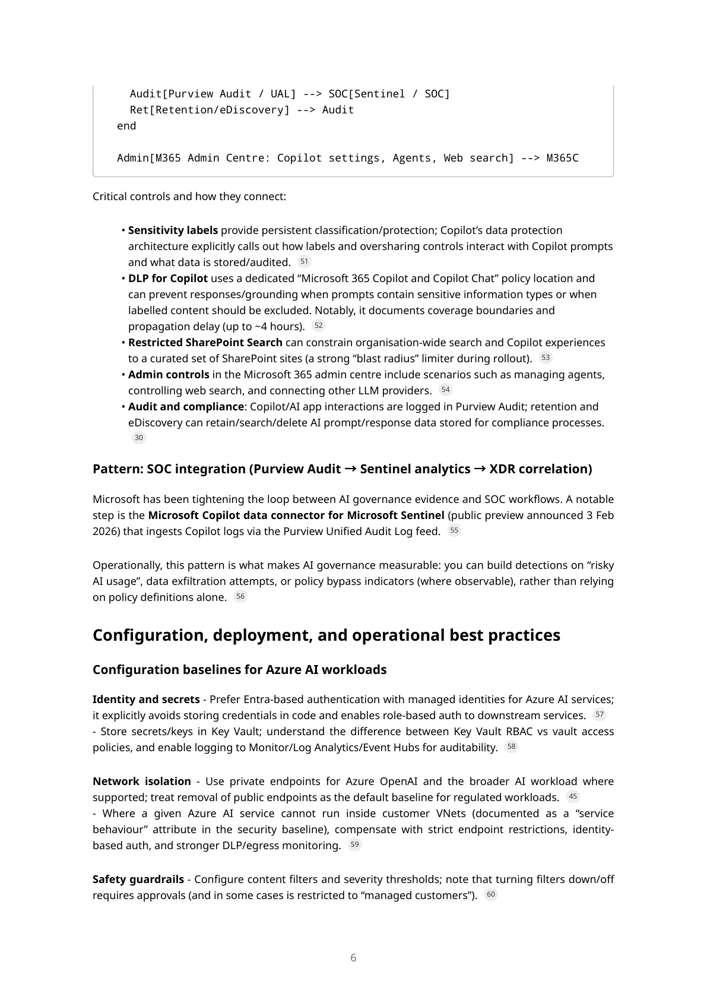 Audit[Purview Audit / UAL] --> SOC[Sentinel / SOC]
Ret[Retention/eDiscovery] --> Audit
end
Admin[M365 Admin Centre: Copilot settings, Agents, Web search] --> M365C
Critical controls and how they connect:
• Sensitivity labels provide persistent classification/protection; Copilot’s data protection
architecture explicitly calls out how labels and oversharing controls interact with Copilot prompts
and what data is stored/audited. 51
• DLP for Copilot uses a dedicated “Microsoft 365 Copilot and Copilot Chat” policy location and
can prevent responses/grounding when prompts contain sensitive information types or when
labelled content should be excluded. Notably, it documents coverage boundaries and
propagation delay (up to ~4 hours). 52
• Restricted SharePoint Search can constrain organisation-wide search and Copilot experiences
to a curated set of SharePoint sites (a strong “blast radius” limiter during rollout). 53
• Admin controls in the Microsoft 365 admin centre include scenarios such as managing agents,
controlling web search, and connecting other LLM providers. 54
• Audit and compliance: Copilot/AI app interactions are logged in Purview Audit; retention and
eDiscovery can retain/search/delete AI prompt/response data stored for compliance processes.
30
Pattern: SOC integration (Purview Audit → Sentinel analytics → XDR correlation)
Microsoft has been tightening the loop between AI governance evidence and SOC workflows. A notable
step is the Microsoft Copilot data connector for Microsoft Sentinel (public preview announced 3 Feb
2026) that ingests Copilot logs via the Purview Unified Audit Log feed. 55
Operationally, this pattern is what makes AI governance measurable: you can build detections on “risky
AI usage”, data exfiltration attempts, or policy bypass indicators (where observable), rather than relying
on policy definitions alone. 56
Configuration, deployment, and operational best practices
Configuration baselines for Azure AI workloads
Identity and secrets - Prefer Entra-based authentication with managed identities for Azure AI services;
it explicitly avoids storing credentials in code and enables role-based auth to downstream services. 57
- Store secrets/keys in Key Vault; understand the difference between Key Vault RBAC vs vault access
policies, and enable logging to Monitor/Log Analytics/Event Hubs for auditability. 58
Network isolation - Use private endpoints for Azure OpenAI and the broader AI workload where
supported; treat removal of public endpoints as the default baseline for regulated workloads. 45
- Where a given Azure AI service cannot run inside customer VNets (documented as a “service
behaviour” attribute in the security baseline), compensate with strict endpoint restrictions, identity-
based auth, and stronger DLP/egress monitoring. 59
Safety guardrails - Configure content filters and severity thresholds; note that turning filters down/off
requires approvals (and in some cases is restricted to “managed customers”). 60
6